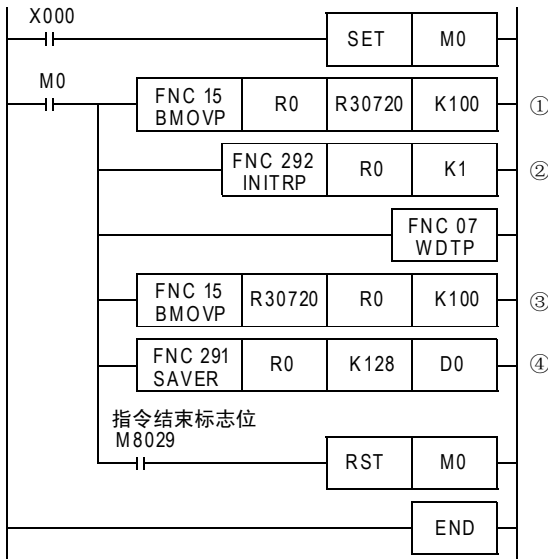 X000
SET M0
M0
FNC 15
BMOVP R0 R30720 K100 ①
FNC 292
INITRP R0 K1 ②
FNC 07
WDTP
FNC 15
BMOVP R30720 R0 K100 ③
FNC 291
SAVER R0 K128 D0 ④
指令结束标志位
M8029
RST M0
END